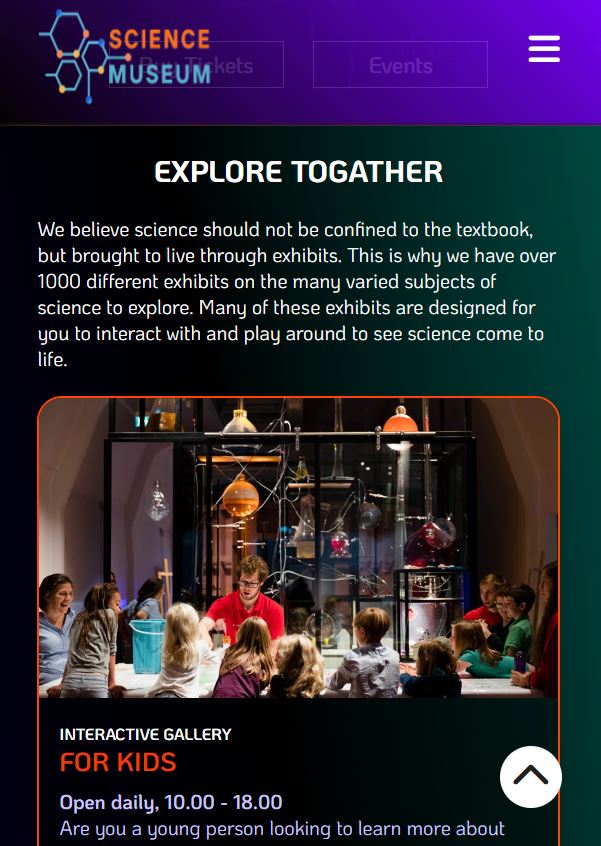 SCIENCE
MUSEUM
Buy Tickets
Events
EXPLORE TOGATHER
We believe science should not be confined to the textbook,
but brought to live through exhibits. This is why we have over
1000 different exhibits on the many varied subjects of
science to explore. Many of these exhibits are designed for
you to interact with and play around to see science come to
life.
INTERACTIVE GALLERY
FOR KIDS
Open daily, 10.00 - 18.00
Are you a young person looking to learn more about